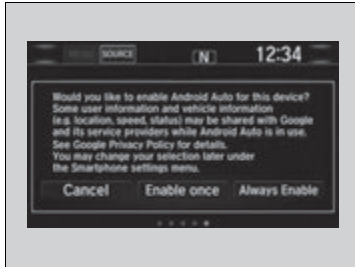 SOURCE
N
12:34
Would you like to enable Android Auto for this device?
Some user information and vehicle information
(e.g. location, speed, status) may be shared with Google
and its service providers while Android Auto is in use.
See Google Privacy Policy for details.
You may change your selection later under
the Smartphone settings menu.
Cancel Enable once Always Enable